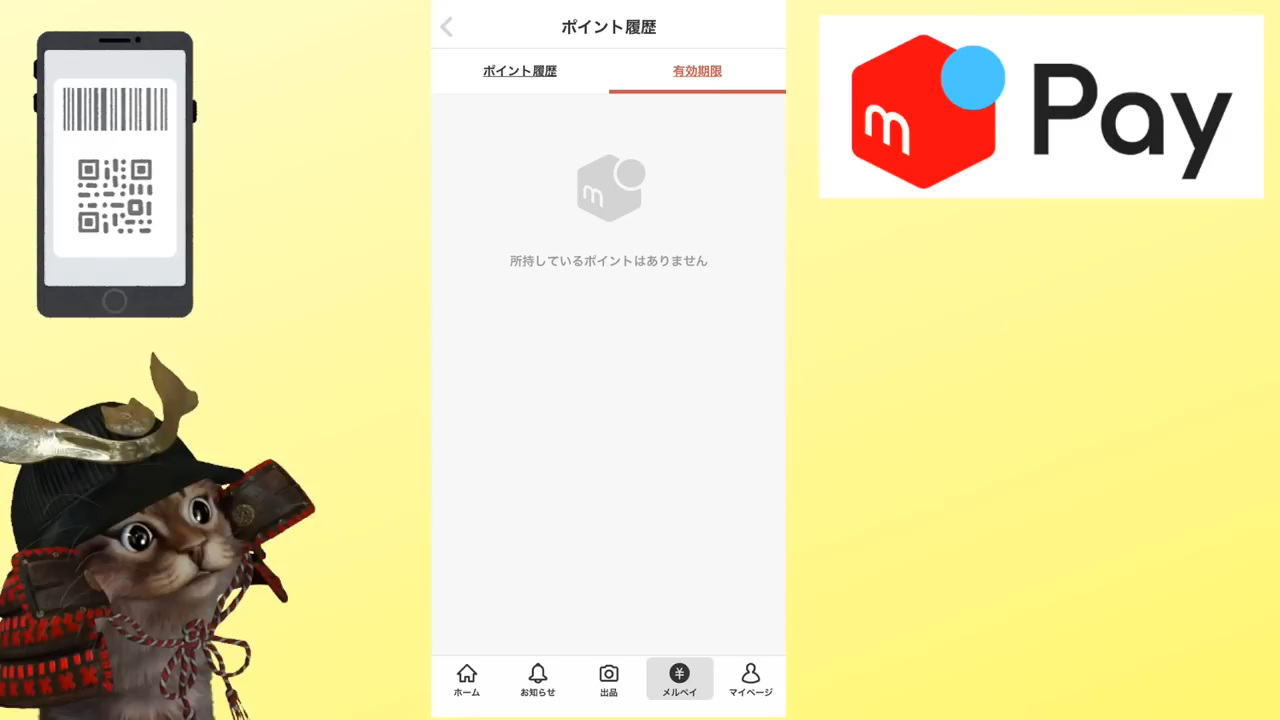 ポイント履歴
ポイント履歴
有効期限
m
Pay
m
所持しているポイントはありません
ホーム
お知らせ
出品
¥
メルペイ
マイページ